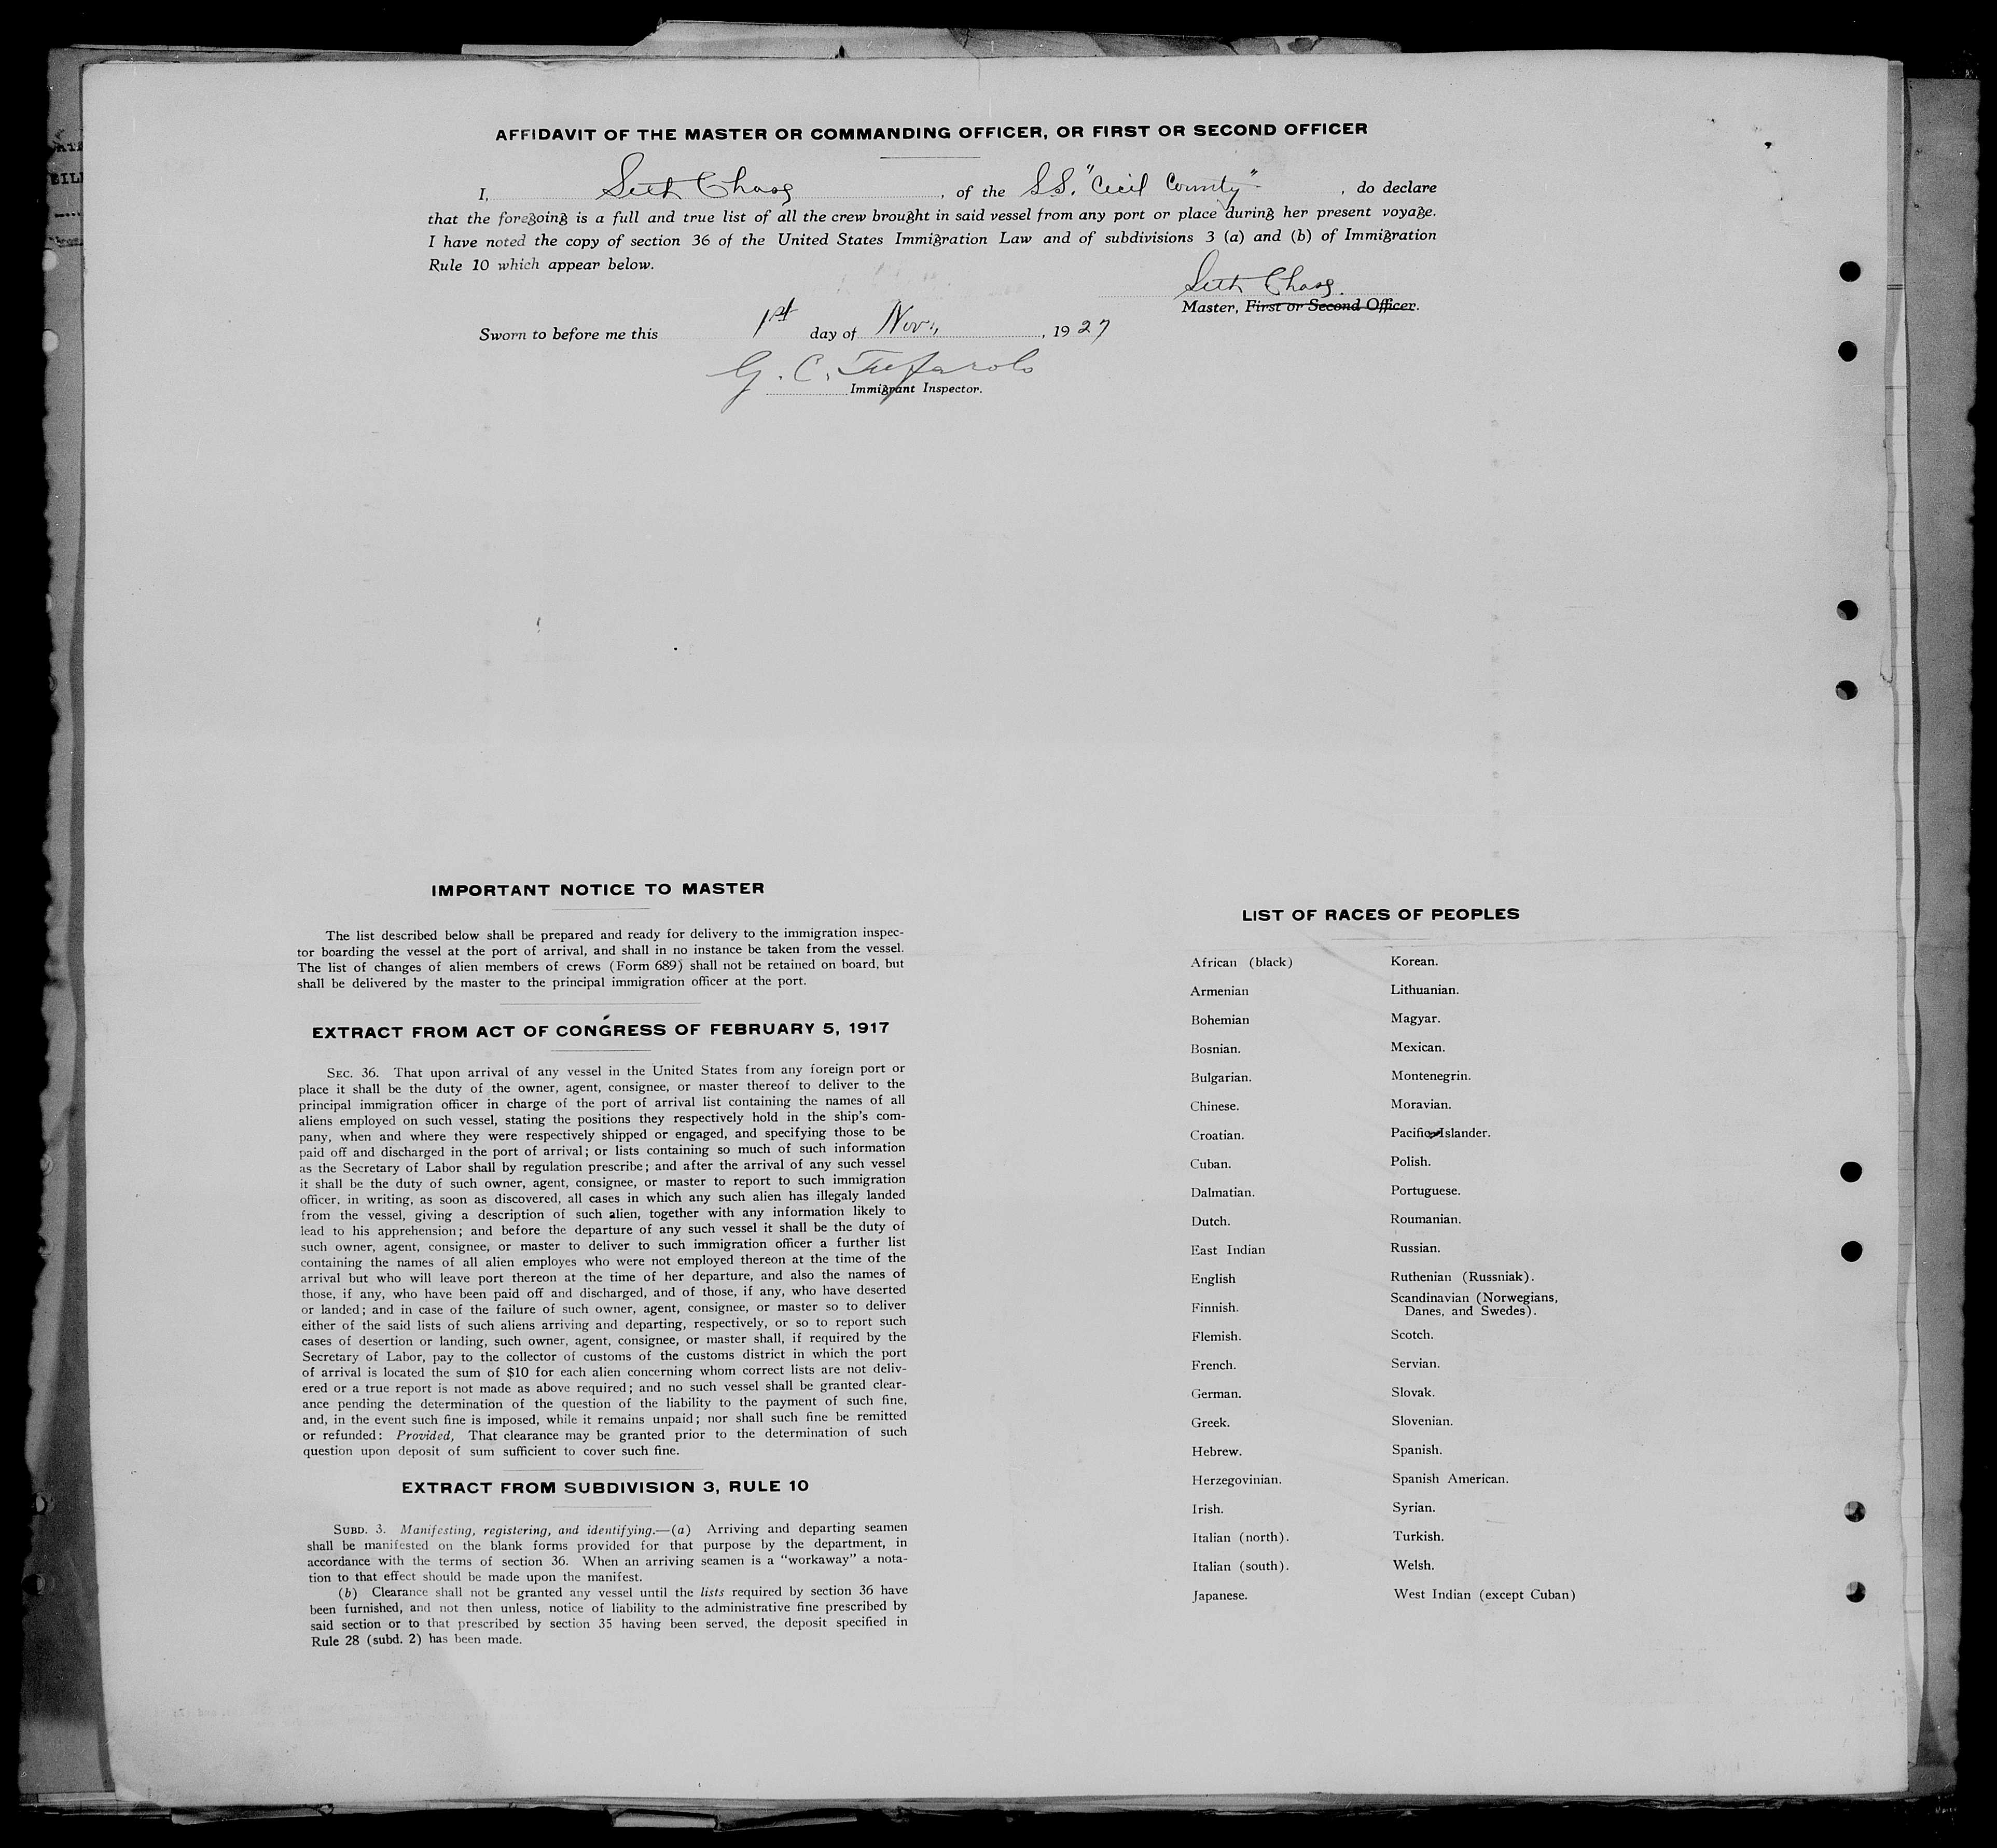 AFFIDAVIT OF THE MASTER OR COMMANDING OFFICER, OR FIRST OR SECOND OFFICER
I, Seth Chase, of the S.S. "Cecil County", do declare
that the foregoing is a full and true list of all the crew brought in said vessel from any port or place during her present voyage.
I have noted the copy of section 36 of the United States Immigration Law and of subdivisions 3 (a) and (b) of Immigration
Rule 10 which appear below.
Seth Chase.
Master, First or Second Officer.
Sworn to before me this 1st day of Nov., 1927
G. C.
Immigrant Inspector.
IMPORTANT NOTICE TO MASTER
The list described below shall be prepared and ready for delivery to the immigration inspec-
tor boarding the vessel at the port of arrival, and shall in no instance be taken from the vessel.
The list of changes of alien members of crews (Form 689) shall not be retained on board, but
shall be delivered by the master to the principal immigration officer at the port.
EXTRACT FROM ACT OF CONGRESS OF FEBRUARY 5, 1917
SEC. 36. That upon arrival of any vessel in the United States from any foreign port or
place it shall be the duty of the owner, agent, consignee, or master thereof to deliver to the
principal immigration officer in charge of the port of arrival list containing the names of all
aliens employed on such vessel, stating the positions they respectively hold in the ship's com-
pany, when and where they were respectively shipped or engaged, and specifying those to be
paid off and discharged in the port of arrival; or lists containing so much of such information
as the Secretary of Labor shall by regulation prescribe; and after the arrival of any such vessel
it shall be the duty of such owner, agent, consignee, or master to report to such immigration
officer, in writing, as soon as discovered, all cases in which any such alien has illegaly landed
from the vessel, giving a description of such alien, together with any information likely to
lead to his apprehension; and before the departure of any such vessel it shall be the duty of
such owner, agent, consignee, or master to deliver to such immigration officer a further list
containing the names of all alien employes who were not employed thereon at the time of the
arrival but who will leave port thereon at the time of her departure, and also the names of
those, if any, who have been paid off and discharged, and of those, if any, who have deserted
or landed; and in case of the failure of such owner, agent, consignee, or master so to deliver
either of the said lists of such aliens arriving and departing, respectively, or so to report such
cases of desertion or landing, such owner, agent, consignee, or master shall, if required by the
Secretary of Labor, pay to the collector of customs of the customs district in which the port
of arrival is located the sum of $10 for each alien concerning whom correct lists are not deliv-
ered or a true report is not made as above required; and no such vessel shall be granted clear-
ance pending the determination of the question of the liability to the payment of such fine,
and, in the event such fine is imposed, while it remains unpaid; nor shall such fine be remitted
or refunded: Provided, That clearance may be granted prior to the determination of such
question upon deposit of sum sufficient to cover such fine.
EXTRACT FROM SUBDIVISION 3, RULE 10
SUBD. 3. Manifesting, registering, and identifying.—(a) Arriving and departing seamen
shall be manifested on the blank forms provided for that purpose by the department, in
accordance with the terms of section 36. When an arriving seamen is a "workaway" a nota-
tion to that effect should be made upon the manifest.
(b) Clearance shall not be granted any vessel until the lists required by section 36 have
been furnished, and not then unless, notice of liability to the administrative fine prescribed by
said section or to that prescribed by section 35 having been served, the deposit specified in
Rule 28 (subd. 2) has been made.
LIST OF RACES OF PEOPLES
African (black)
Armenian
Bohemian
Bosnian.
Bulgarian.
Chinese.
Croatian.
Cuban.
Dalmatian.
Dutch.
East Indian
English
Finnish.
Flemish.
French.
German.
Greek.
Hebrew.
Herzegovinian.
Irish.
Italian (north).
Italian (south).
Japanese.
Korean.
Lithuanian.
Magyar.
Mexican.
Montenegrin.
Moravian.
Pacific Islander.
Polish.
Portuguese.
Roumanian.
Russian.
Ruthenian (Russniak).
Scandinavian (Norwegians,
Danes, and Swedes).
Scotch.
Servian.
Slovak.
Slovenian.
Spanish.
Spanish American.
Syrian.
Turkish.
Welsh.
West Indian (except Cuban)